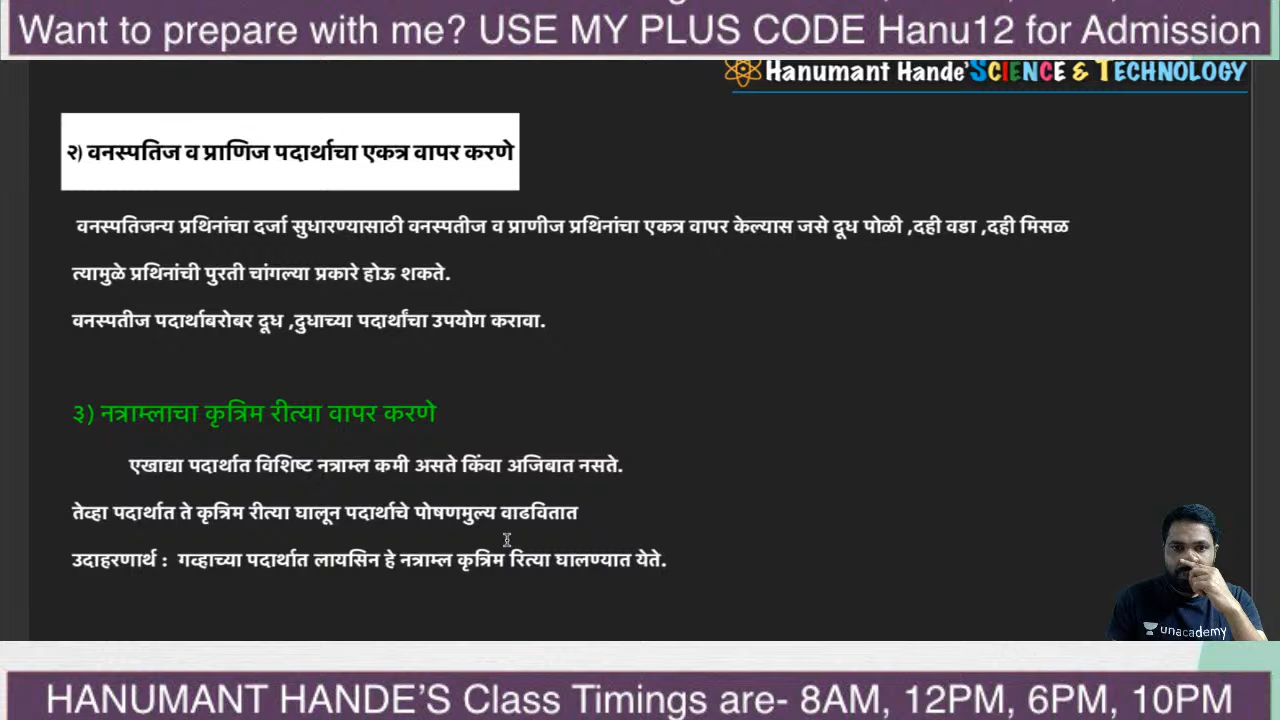 Want to prepare with me? USE MY PLUS CODE Hanu12 for Admission
Hanumant Hande'SCIENCE & TECHNOLOGY
२) वनस्पतिज व प्राणिज पदार्थाचा एकत्र वापर करणे
वनस्पतिजन्य प्रथिनांचा दर्जा सुधारण्यासाठी वनस्पतीज व प्राणीज प्रथिनांचा एकत्र वापर केल्यास जसे दूध पोळी ,दही वडा ,दही मिसळ
त्यामुळे प्रथिनांची पुरती चांगल्या प्रकारे होऊ शकते.
वनस्पतीज पदार्थाबरोबर दूध ,दुधाच्या पदार्थांचा उपयोग करावा.
३) नत्राम्लाचा कृत्रिम रीत्या वापर करणे
एखाद्या पदार्थात विशिष्ट नत्राम्ल कमी असते किंवा अजिबात नसते.
तेव्हा पदार्थात ते कृत्रिम रीत्या घालून पदार्थाचे पोषणमुल्य वाढवितात
उदाहरणार्थ : गव्हाच्या पदार्थात लायसिन हे नत्राम्ल कृत्रिम रित्या घालण्यात येते.
unacademy
HANUMANT HANDE’S Class Timings are- 8AM, 12PM, 6PM, 10PM